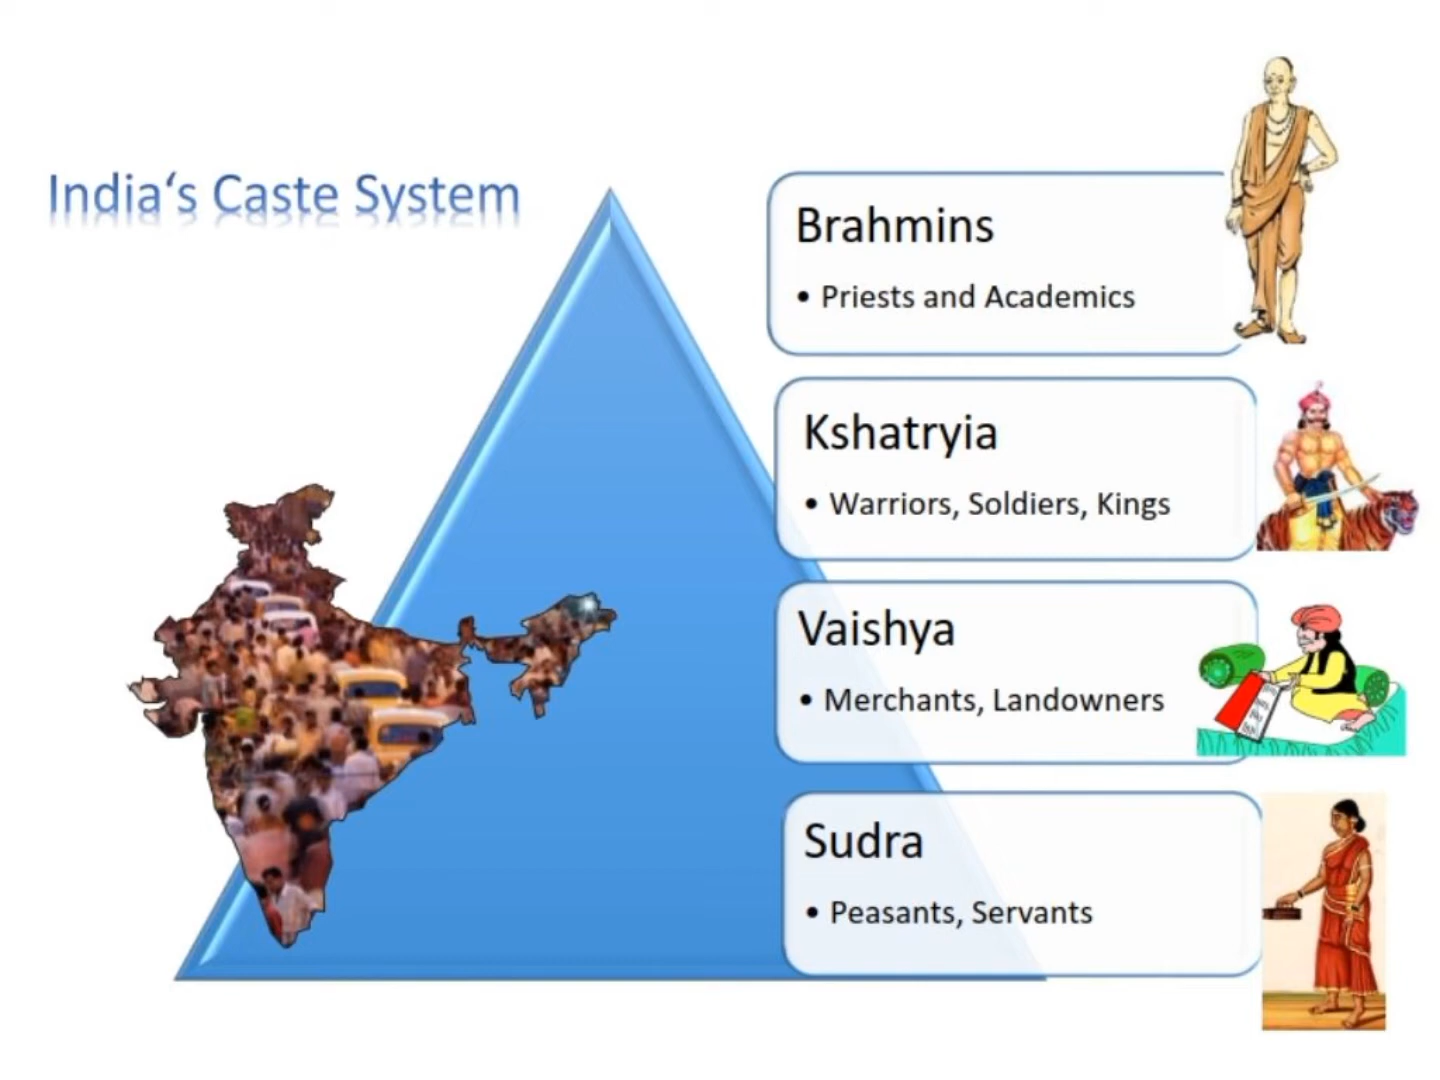 India‘s Caste System
Brahmins
• Priests and Academics
Kshatryia
• Warriors, Soldiers, Kings
Vaishya
• Merchants, Landowners
Sudra
• Peasants, Servants